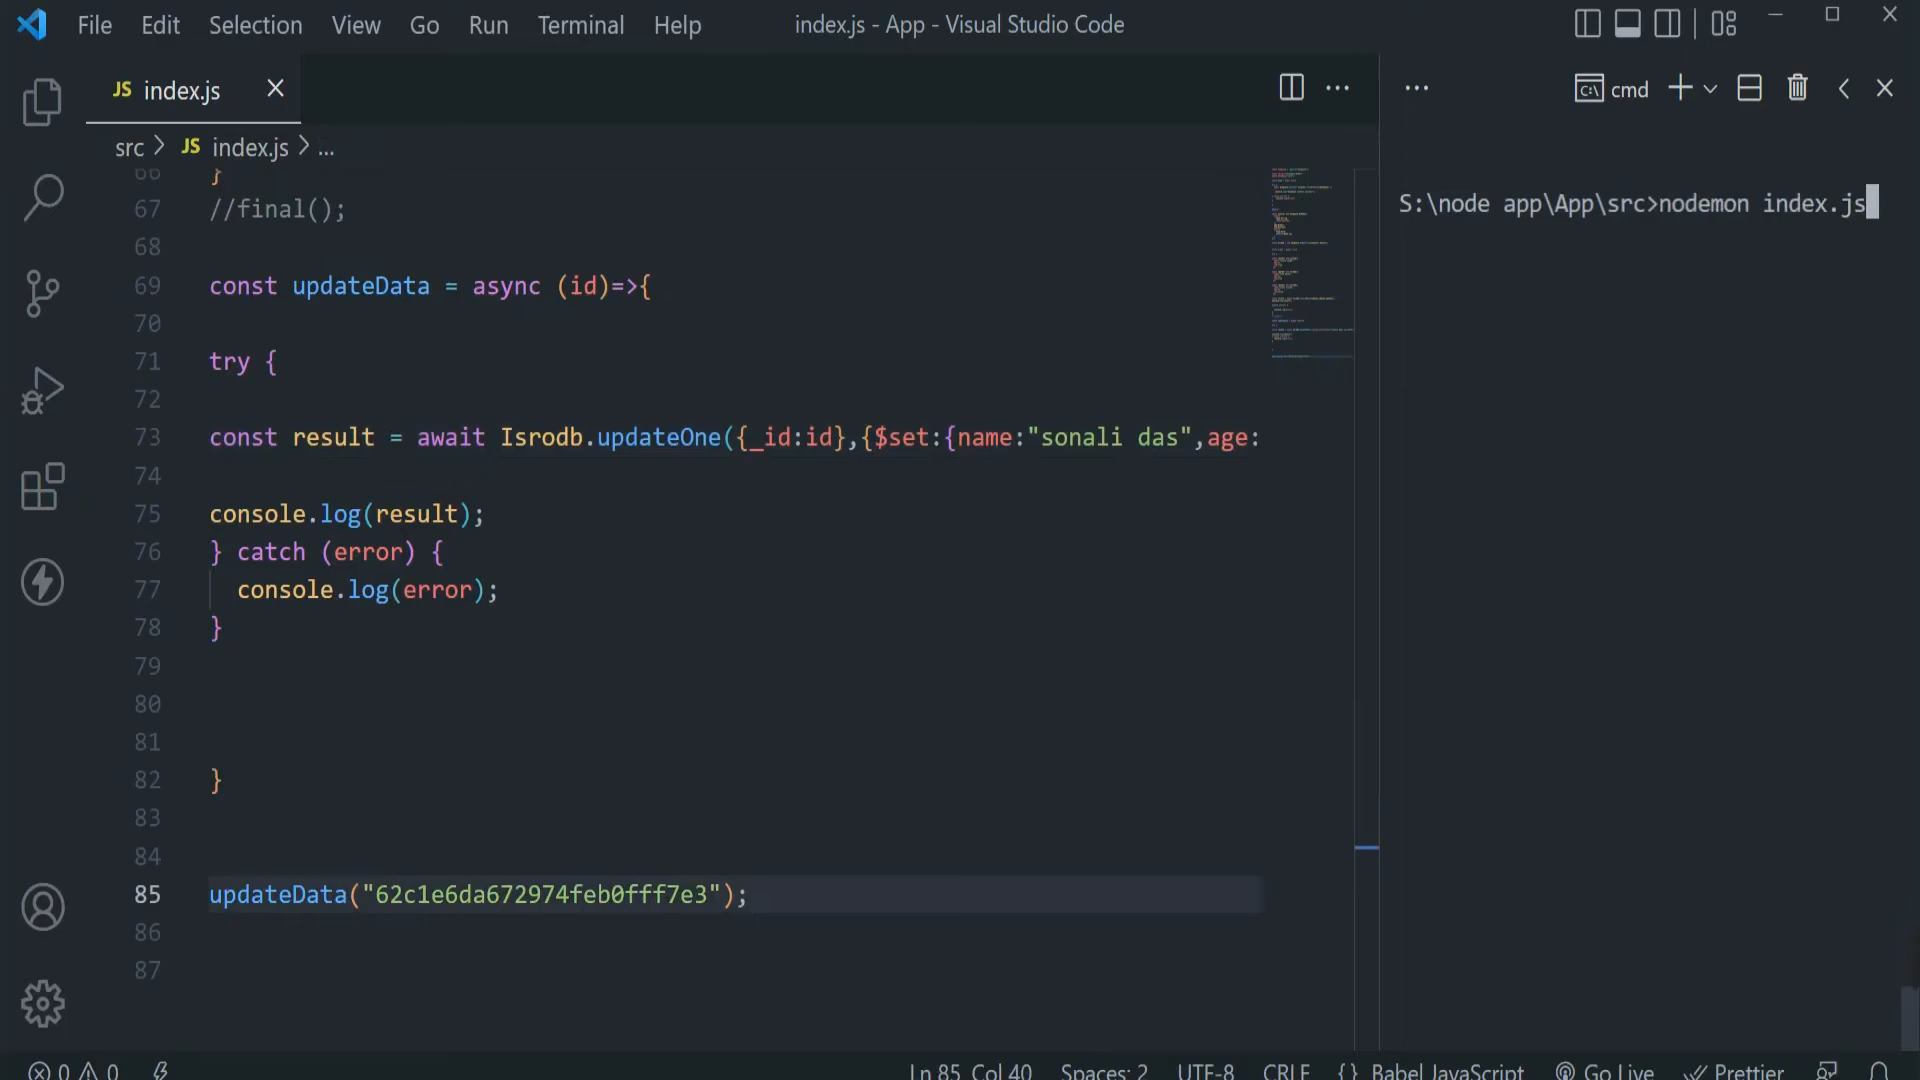 File Edit Selection View Go Run Terminal Help index.js - App - Visual Studio Code
JS index.js
cmd
src > JS index.js > ...
66 }
67 //final();
68
69 const updateData = async (id)=>{
70
71 try {
72
73 const result = await Isrodb.updateOne({_id:id},{$set:{name:"sonali das",age:
74
75 console.log(result);
76 } catch (error) {
77 console.log(error);
78 }
79
80
81
82 }
83
84
85 updateData("62c1e6da672974feb0fff7e3");
86
87
S:\node app\App\src>nodemon index.js
0 0 Ln 85, Col 40 Spaces: 2 UTF-8 CRLF {} Babel JavaScript Go Live Prettier